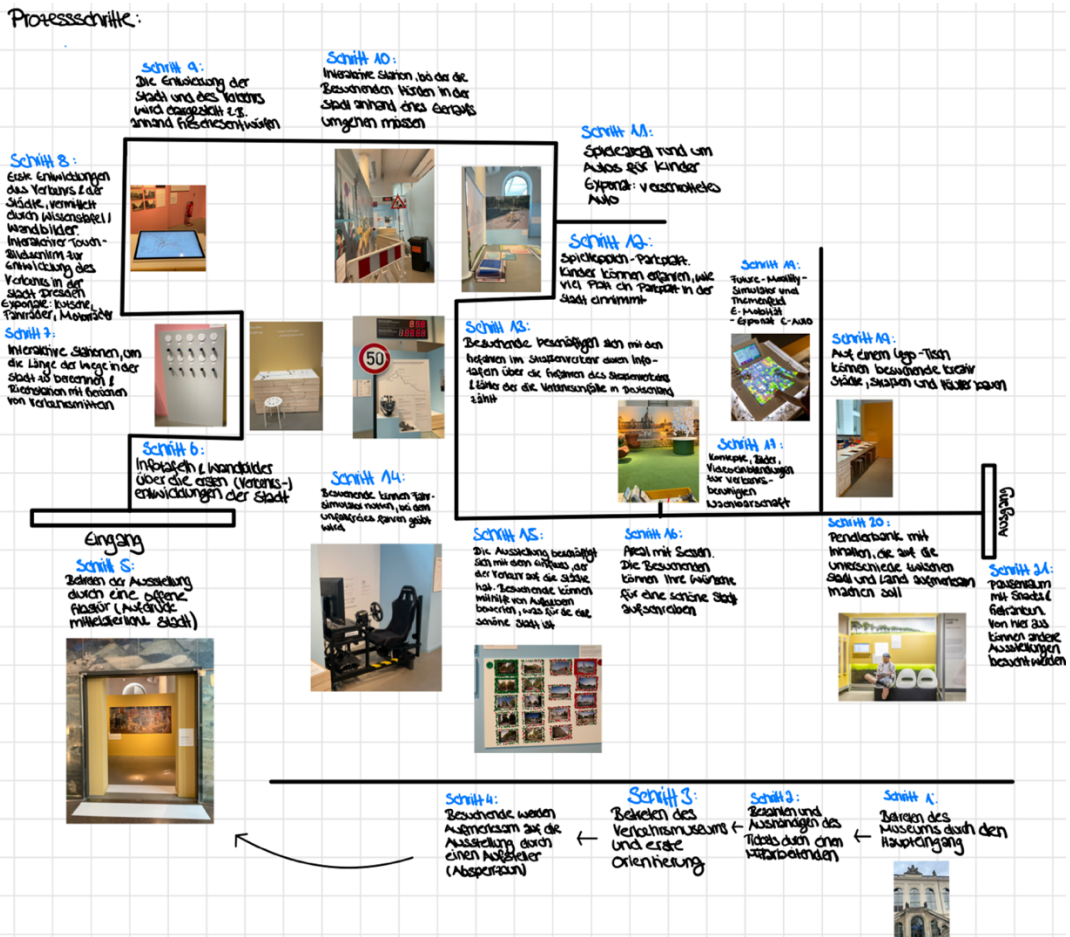 Prozessschritte:
Schritt 9:
Die Entwicklung der
Stadt und des Verkehrs
wird dargestellt z.B.
anhand
Schritt 10:
Interaktive Station, bei der die
Besuchenden Hürden in der
Stadt anhand eines
umgehen müssen
Schritt 11:
Spieleareal rund um
Autos für Kinder
Exponat: verschrottetes
Auto
Schritt 8:
Erste Entwicklungen
des Verkehrs & der
Städte, vermittelt
durch Wissenstafel/
Wandbilder.
Interaktiver Touch-
Bildschirm zur
Entwicklung des
Verkehrs in der
Stadt Dresden
Exponate: Kutsche,
Fahrräder, Motorräder
Schritt 12:
Spielteppich-Parkplatz.
Kinder können erfahren, wie
viel Platz ein Parkplatz in der
Stadt einnimmt
Schritt 7:
Interaktive Stationen, um
die Länge der Wege in der
Stadt zu berechnen &
Riechstation mit Gerüchen
von Verkehrsmitteln
50
Schritt 13:
Besuchende beschäftigen sich mit den
Gefahren im Straßenverkehr durch Info-
tafeln über die Gefahren des Straßenverkehrs
& Zähler der die Verkehrsunfälle in Deutschland
zählt
Schritt 18:
Future-Mobility-
Simulator und
Themenfeld
E-Mobilität
- Exponat E-Auto
Schritt 19:
Auf einem Lego-Tisch
können Besuchende kreativ
Städte, Straßen und Häuser bauen
Schritt 6:
Infotafeln & Wandbilder
über die ersten (Verkehrs-)
entwicklungen der Stadt
Schritt 14:
Besuchende können Fahr-
simulator nutzen, bei dem
unfallfreies fahren geübt
wird
Schritt 17:
Konzepte, Bilder,
Videoeinblendungen
zur verkehrs-
beruhigten
Nachbarschaft
Eingang
Ausgang
Schritt 5:
Betreten der Ausstellung
durch eine offene
Glastür (Aufdruck
mittelalterliche Stadt)
Schritt 15:
Die Ausstellung beschäftigt
sich mit dem Einfluss, den
der Verkehr auf die Städte
hat. Besuchende können
mithilfe von Aufklebern
bewerten, was für sie eine
schöne Stadt ist
Schritt 16:
Areal mit Sesseln.
Die Besuchenden
können Ihre Wünsche
für eine schöne Stadt
aufschreiben
Schritt 20:
Pendlerbank mit
Inhalten, die auf die
Unterschiede zwischen
Stadt und Land aufmerksam
machen soll
Schritt 21:
Pausenraum
mit Snacks &
Getränken.
Von hier aus
können andere
Ausstellungen
besucht werden
Schritt 4:
Besuchende werden
Aufmerksam auf die
Ausstellung durch
einen Aufsteller
(Absperrzaun)
Schritt 3:
Betreten des
Verkehrsmuseums
und erste
Orientierung
Schritt 2:
Bezahlen und
Aushändigen des
Tickets durch einen
Mitarbeitenden
Schritt 1:
Betreten des
Museums durch den
Haupteingang